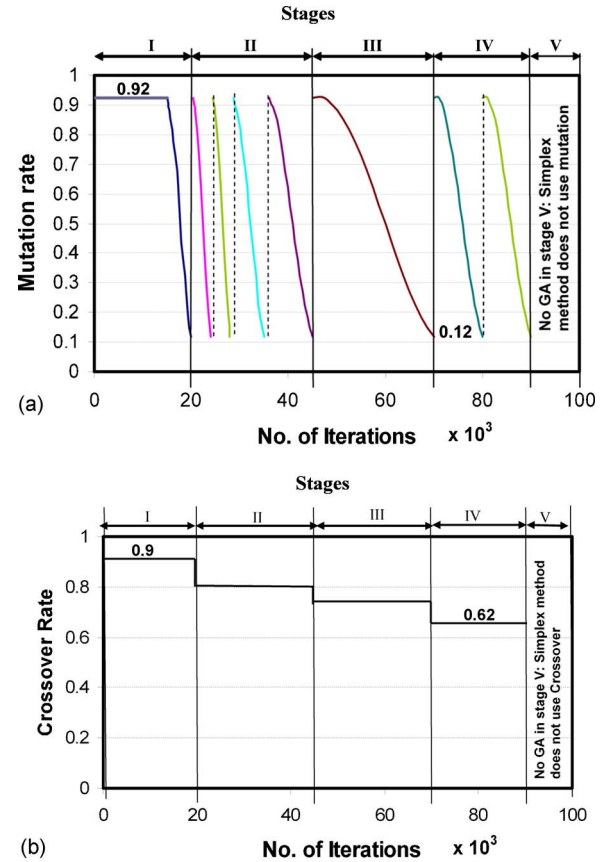 Stages
I II III IV V
1
0.9
0.8
0.7
0.6
0.5
0.4
0.3
0.2
0.1
0
Mutation rate
0.92
0.12
No GA in stage V: Simplex
method does not use mutation
0 20 40 60 80 100
(a)
No. of Iterations x 10³
Stages
I II III IV V
1
0.8
0.6
0.4
0.2
0
Crossover Rate
0.9
0.62
No GA in stage V: Simplex method
does not use Crossover
0 20 40 60 80 100
(b)
No. of Iterations x 10³